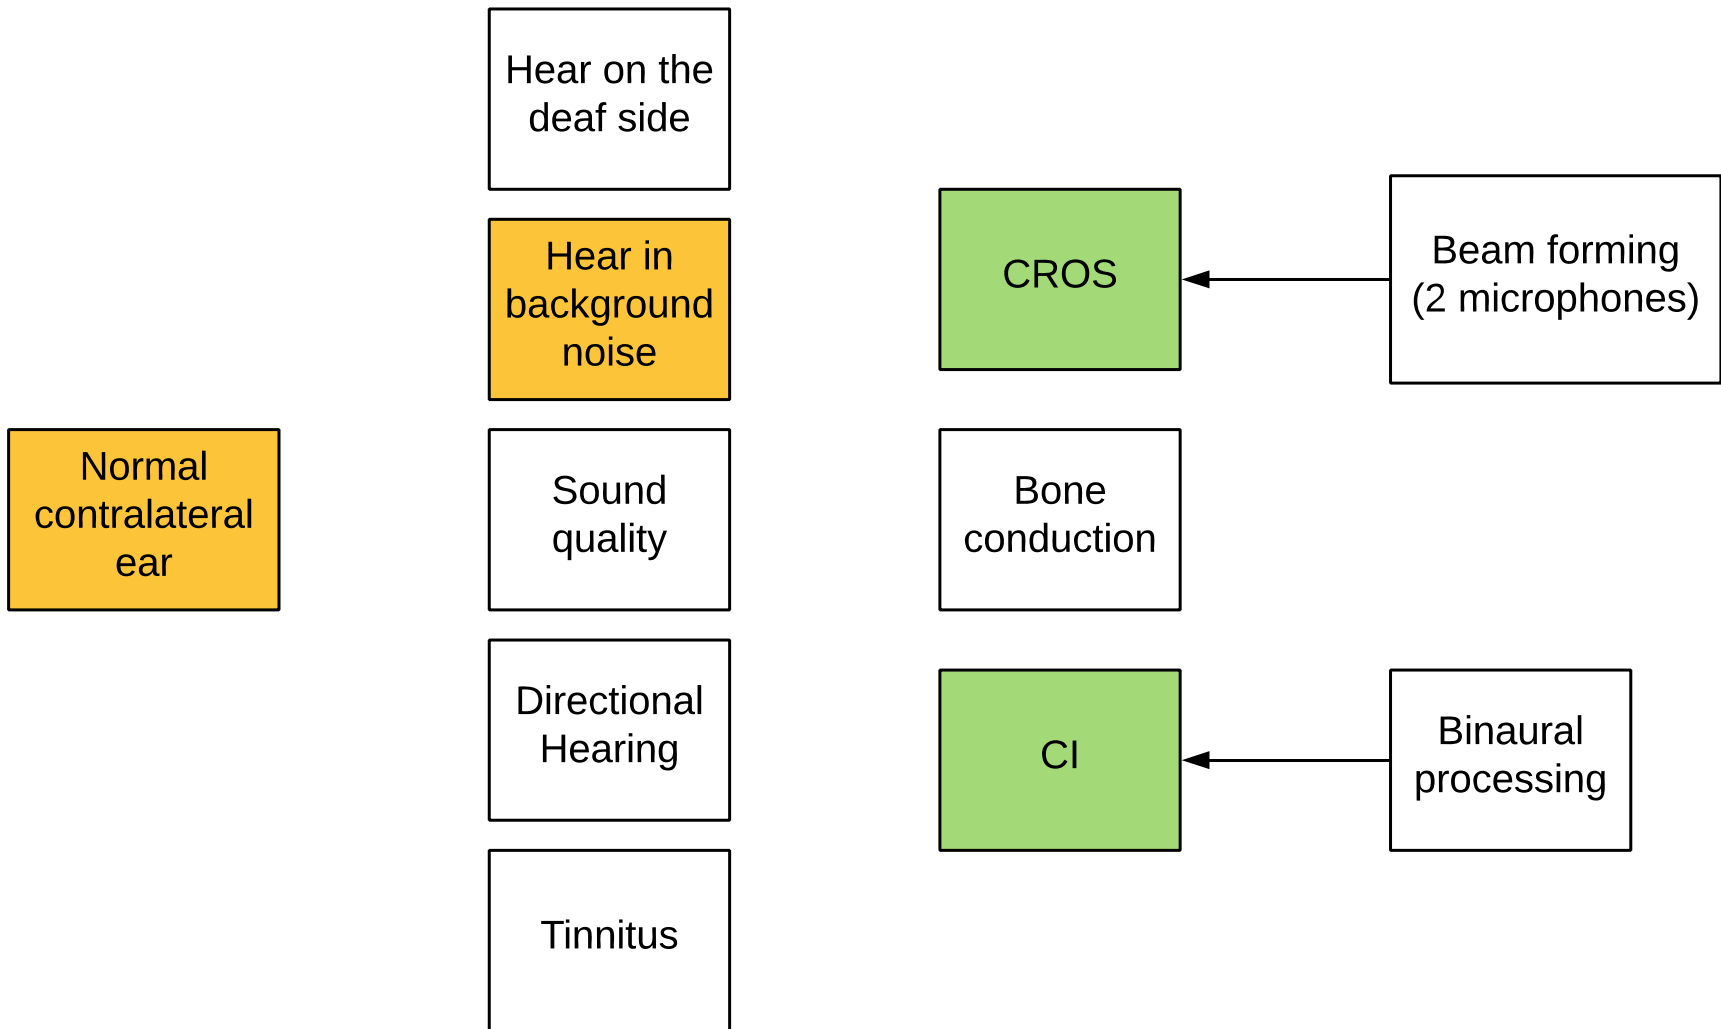 Hear on the
deaf side
Hear in
background
noise
CROS
Beam forming
(2 microphones)
Normal
contralateral
ear
Sound
quality
Bone
conduction
Directional
Hearing
CI
Binaural
processing
Tinnitus